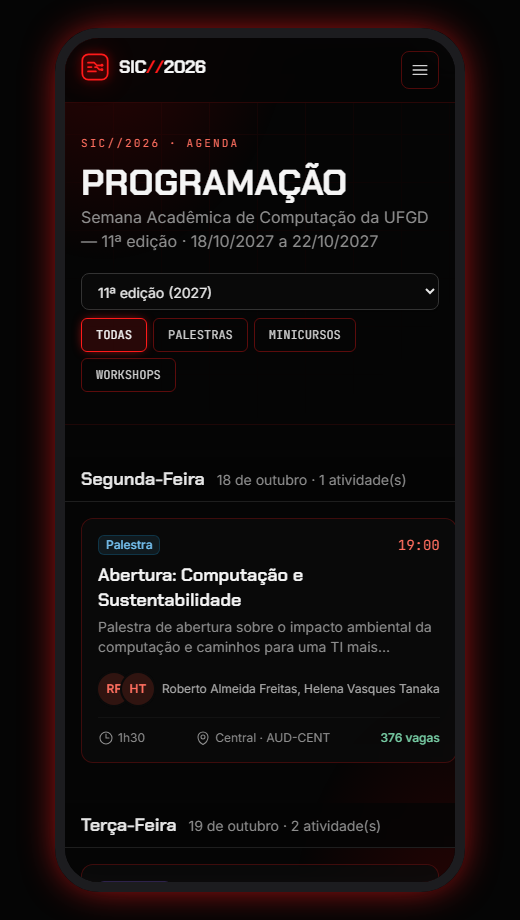 SIC//2026
SIC//2026 · AGENDA
PROGRAMAÇÃO
Semana Acadêmica de Computação da UFGD
— 11ª edição · 18/10/2027 a 22/10/2027
11ª edição (2027)
TODAS PALESTRAS MINICURSOS
WORKSHOPS
Segunda-Feira 18 de outubro · 1 atividade(s)
Palestra 19:00
Abertura: Computação e
Sustentabilidade
Palestra de abertura sobre o impacto ambiental da
computação e caminhos para uma TI mais...
RF HT Roberto Almeida Freitas, Helena Vasques Tanaka
1h30 Central · AUD-CENT 376 vagas
Terça-Feira 19 de outubro · 2 atividade(s)